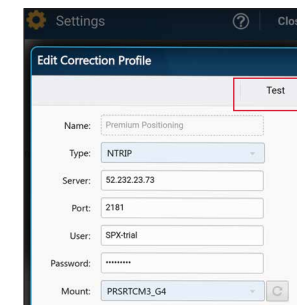 Settings
Clos
Edit Correction Profile
Test
Name: Premium Positioning
Type: NTRIP
Server: 52.232.23.73
Port: 2181
User: SPX-trial
Password: ••••••••
Mount: PRSRTCM3_G4